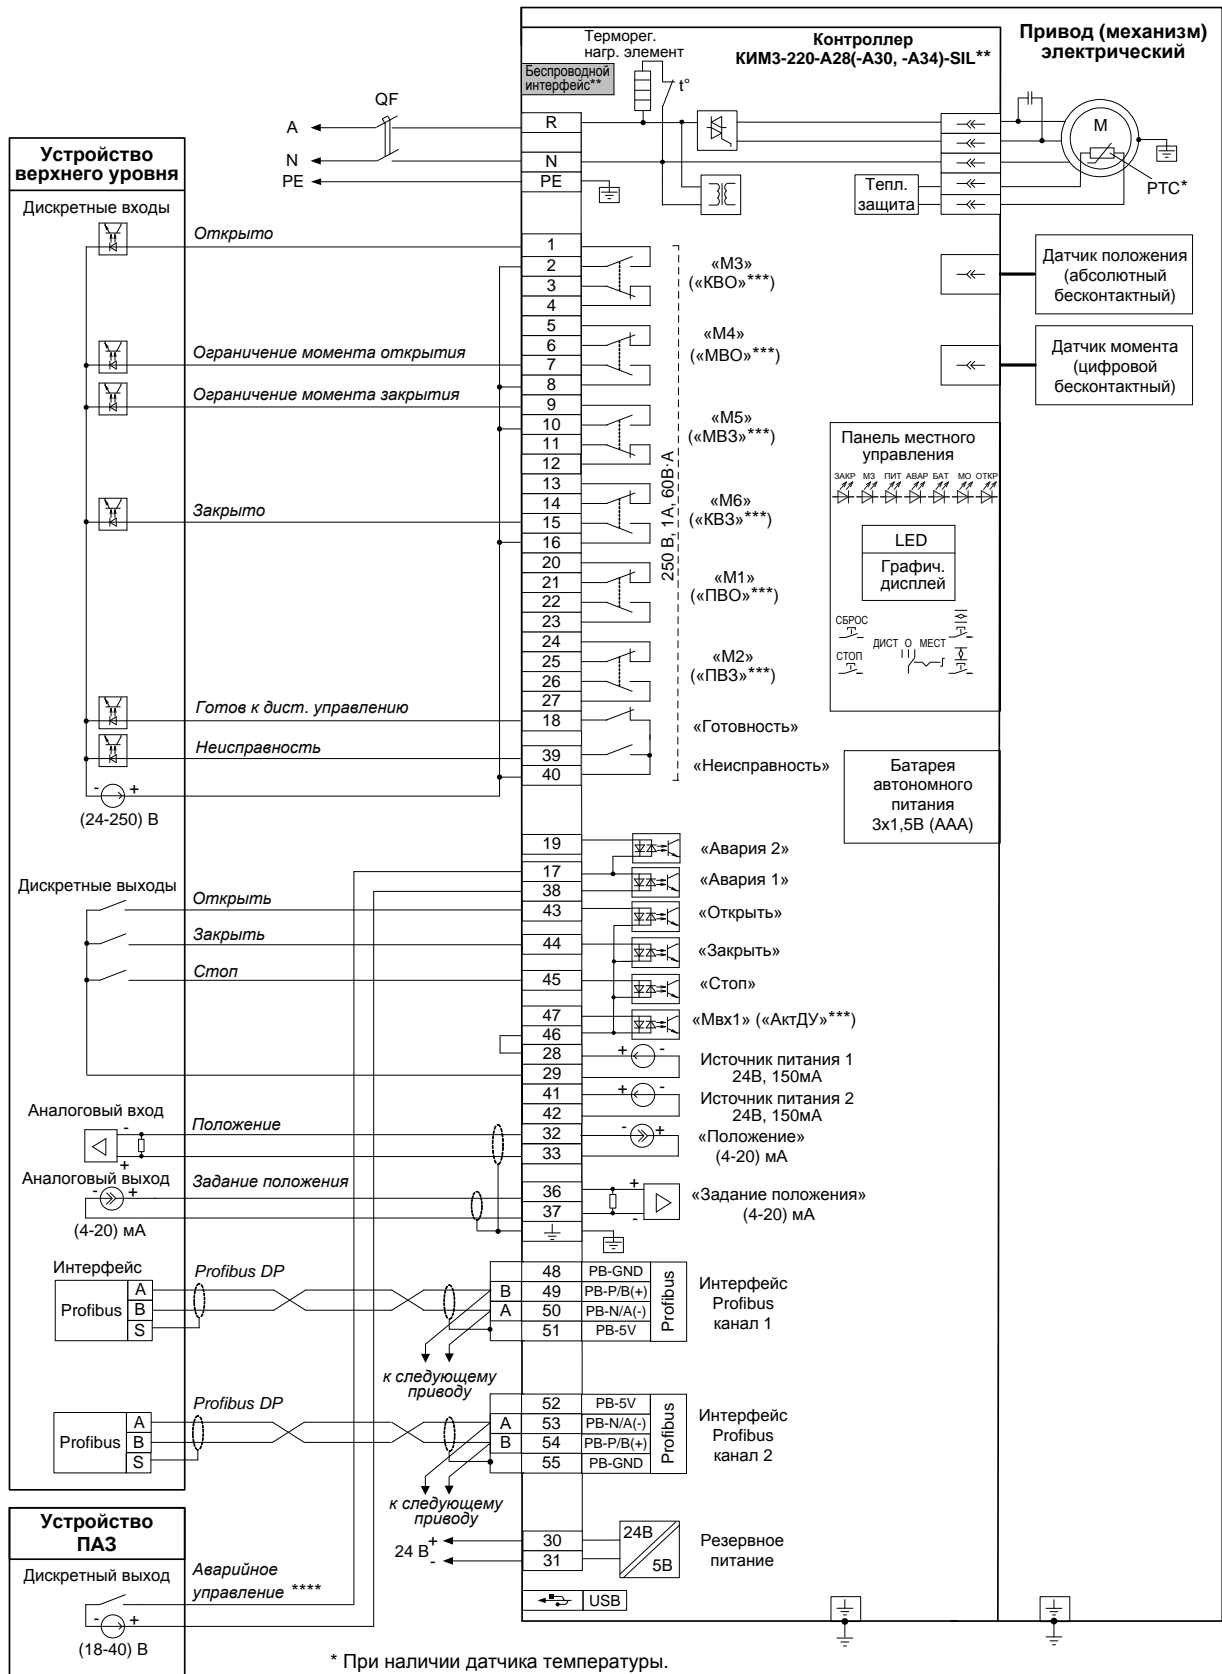 Привод (механизм)
электрический
Контроллер
КИМ3-220-А28(-А30, -А34)-SIL**
Терморег.
нагр. элемент
t°
Беспроводной
интерфейс**
QF
A
N
PE
R
N
PE
M
PTC*
Тепл.
защита
Устройство
верхнего уровня
Дискретные входы
Открыто
1
2
3
4
«М3»
(«КВО»***)
Датчик положения
(абсолютный
бесконтактный)
Ограничение момента открытия
5
6
7
8
«М4»
(«МВО»***)
Датчик момента
(цифровой
бесконтактный)
Ограничение момента закрытия
9
10
11
12
«М5»
(«МВЗ»***)
250 В, 1А, 60В·А
Панель местного
управления
ЗАКР МЗ ПИТ АВАР БАТ МО ОТКР
LED
Графич.
дисплей
СБРОС
СТОП
ДИСТ О МЕСТ
Закрыто
13
14
15
16
«М6»
(«КВЗ»***)
20
21
22
23
«М1»
(«ПВО»***)
24
25
26
27
«М2»
(«ПВЗ»***)
Готов к дист. управлению
18
«Готовность»
Неисправность
39
40
«Неисправность»
- +
(24-250) В
Батарея
автономного
питания
3х1,5В (ААА)
19
«Авария 2»
17
38
«Авария 1»
Дискретные выходы
Открыть
43
«Открыть»
Закрыть
44
«Закрыть»
Стоп
45
«Стоп»
47
46
«Мвх1» («АктДУ»***)
28
29
+ -
Источник питания 1
24В, 150мА
41
42
+ -
Источник питания 2
24В, 150мА
Аналоговый вход
-
+
Положение
32
33
- +
«Положение»
(4-20) мА
Аналоговый выход
- +
(4-20) мА
Задание положения
36
37
+
-
«Задание положения»
(4-20) мА
Интерфейс
Profibus
A
B
S
Profibus DP
B
A
48 PB-GND
49 PB-P/B(+)
50 PB-N/A(-)
51 PB-5V
Profibus
Интерфейс
Profibus
канал 1
к следующему
приводу
Profibus
A
B
S
Profibus DP
A
B
52 PB-5V
53 PB-N/A(-)
54 PB-P/B(+)
55 PB-GND
Profibus
Интерфейс
Profibus
канал 2
к следующему
приводу
24 В
+
-
30
31
24В
5В
Резервное
питание
USB
Устройство
ПАЗ
Дискретный выход
Аварийное
управление ****
- +
(18-40) В
* При наличии датчика температуры.